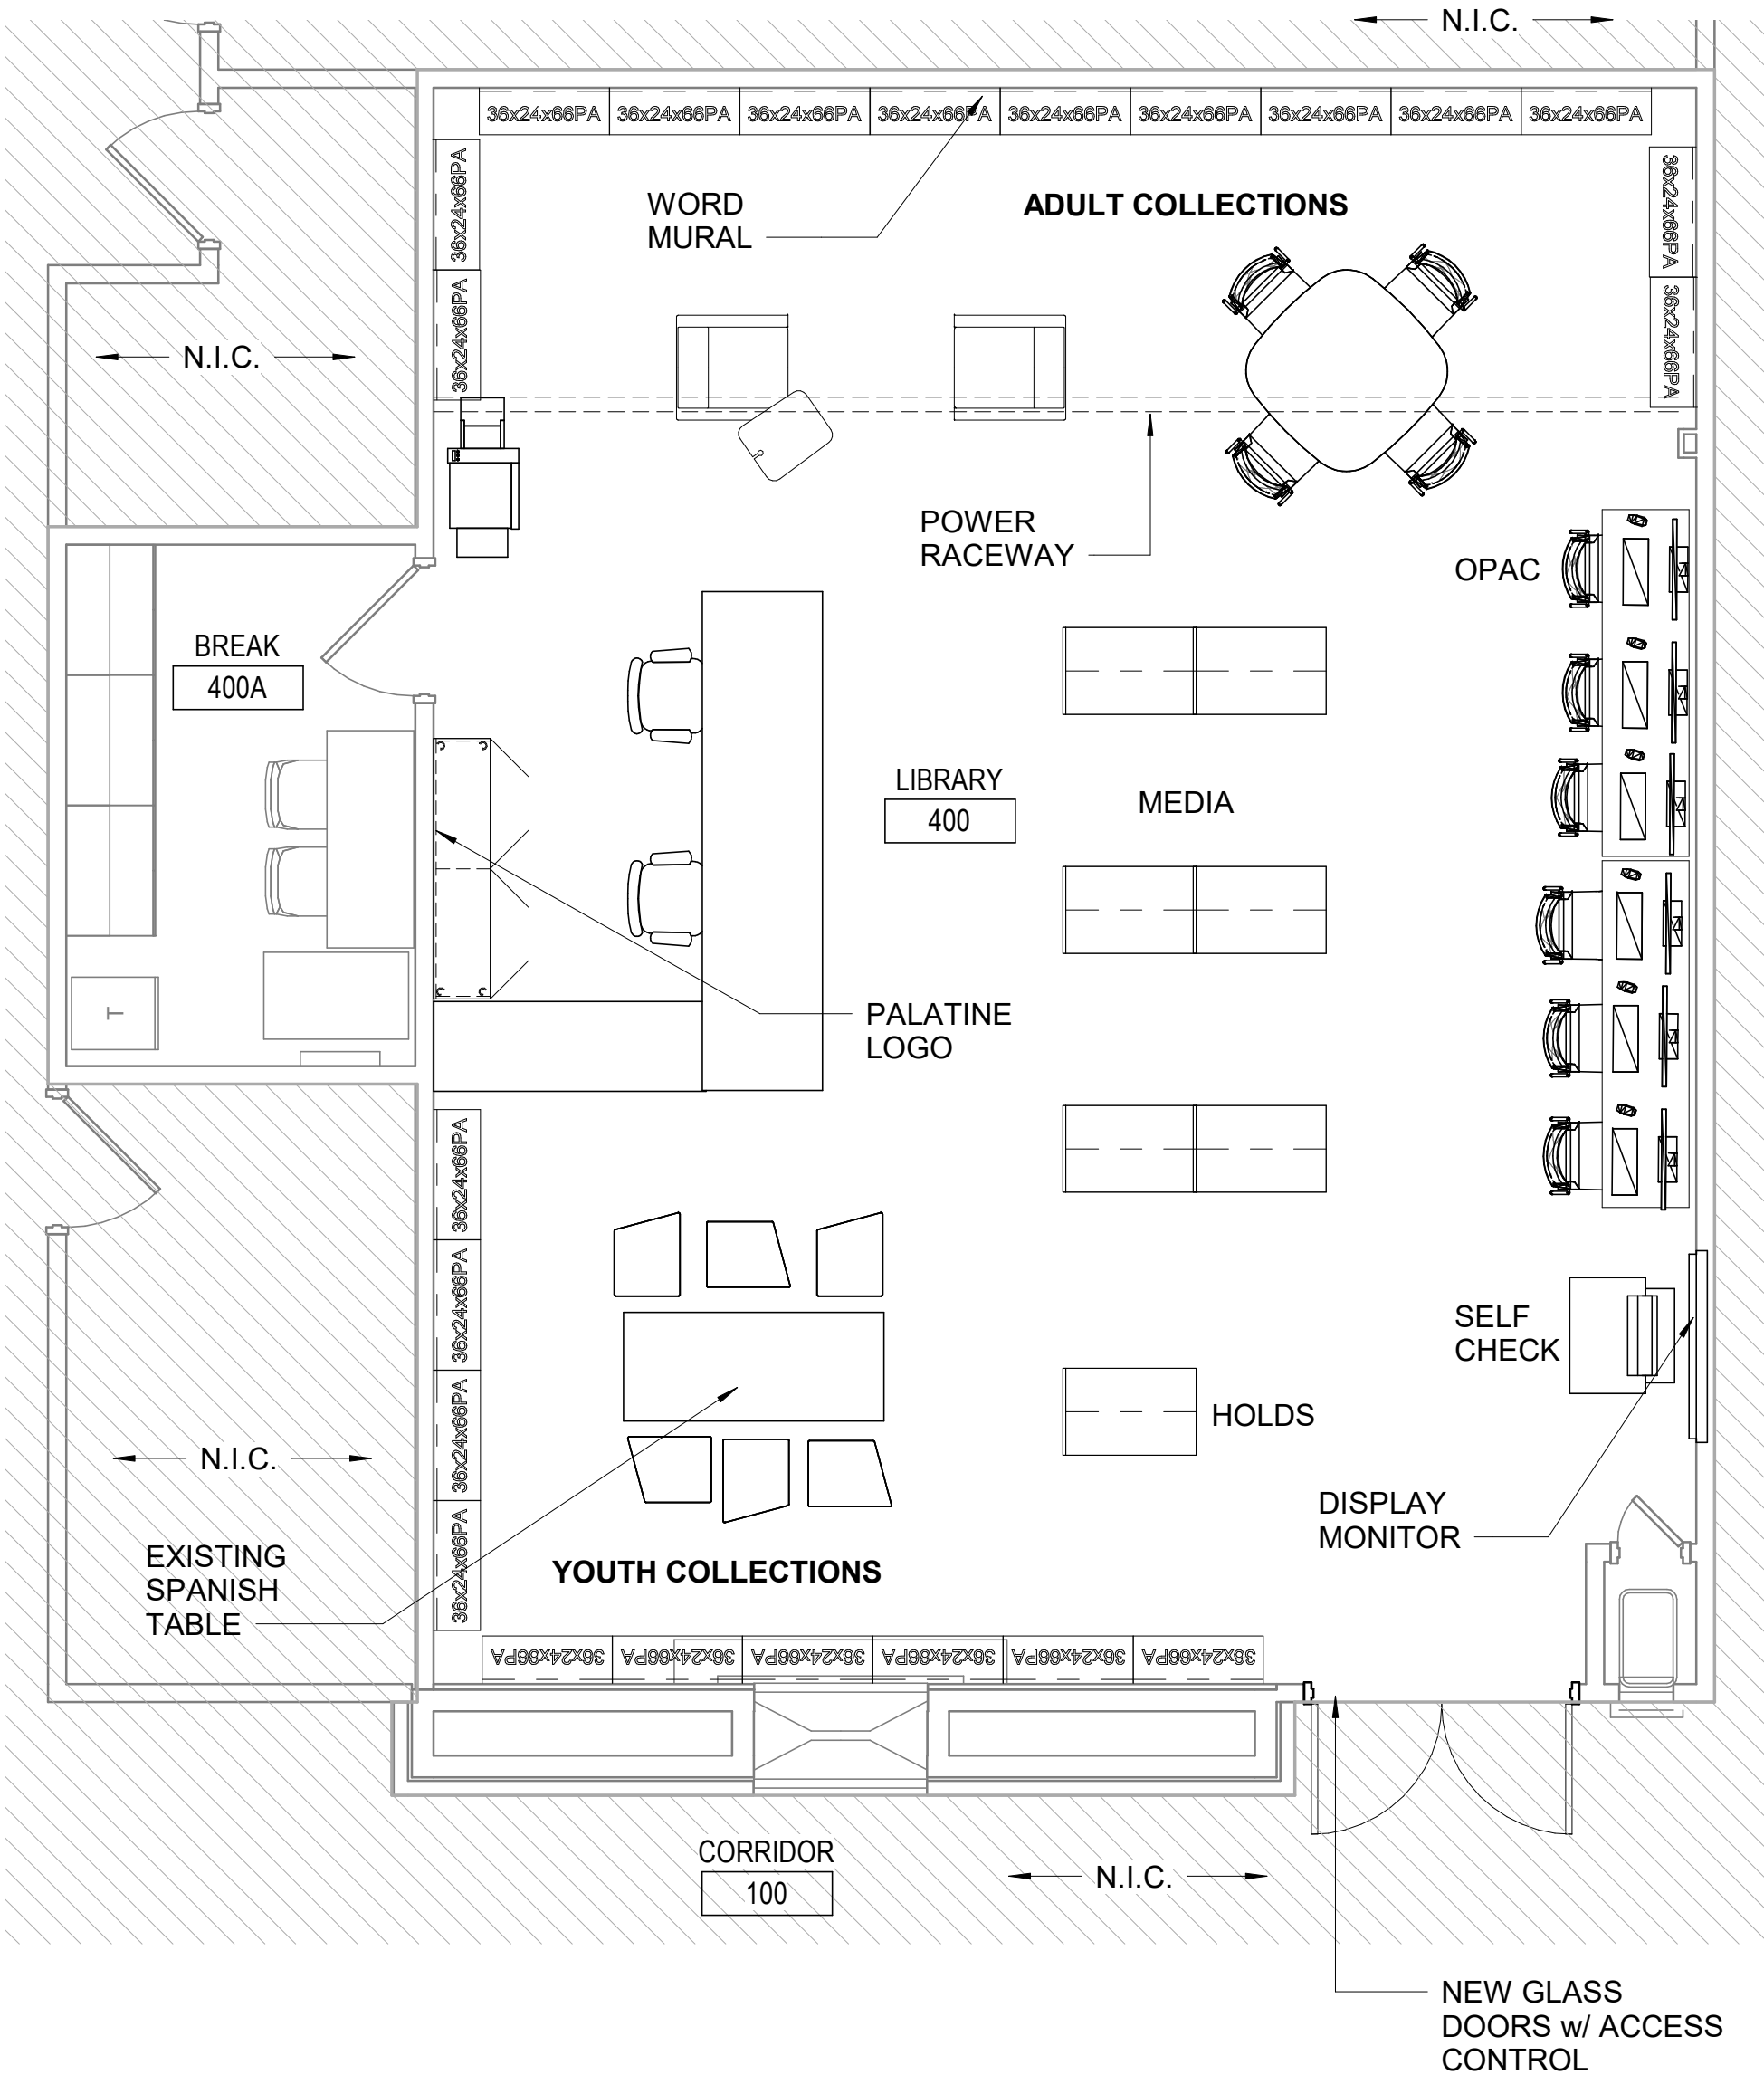 N.I.C.
36x24x66PA 36x24x66PA 36x24x66PA 36x24x66PA 36x24x66PA 36x24x66PA 36x24x66PA 36x24x66PA 36x24x66PA
36x24x66PA
36x24x66PA
36x24x66PA
36x24x66PA
WORD
MURAL
ADULT COLLECTIONS
N.I.C.
POWER
RACEWAY
OPAC
BREAK
400A
LIBRARY
400
MEDIA
T
PALATINE
LOGO
36x24x66PA
36x24x66PA
36x24x66PA
36x24x66PA
SELF
CHECK
HOLDS
N.I.C.
DISPLAY
MONITOR
EXISTING
SPANISH
TABLE
YOUTH COLLECTIONS
36x24x66PA 36x24x66PA 36x24x66PA 36x24x66PA 36x24x66PA 36x24x66PA
CORRIDOR
100
N.I.C.
NEW GLASS
DOORS w/ ACCESS
CONTROL